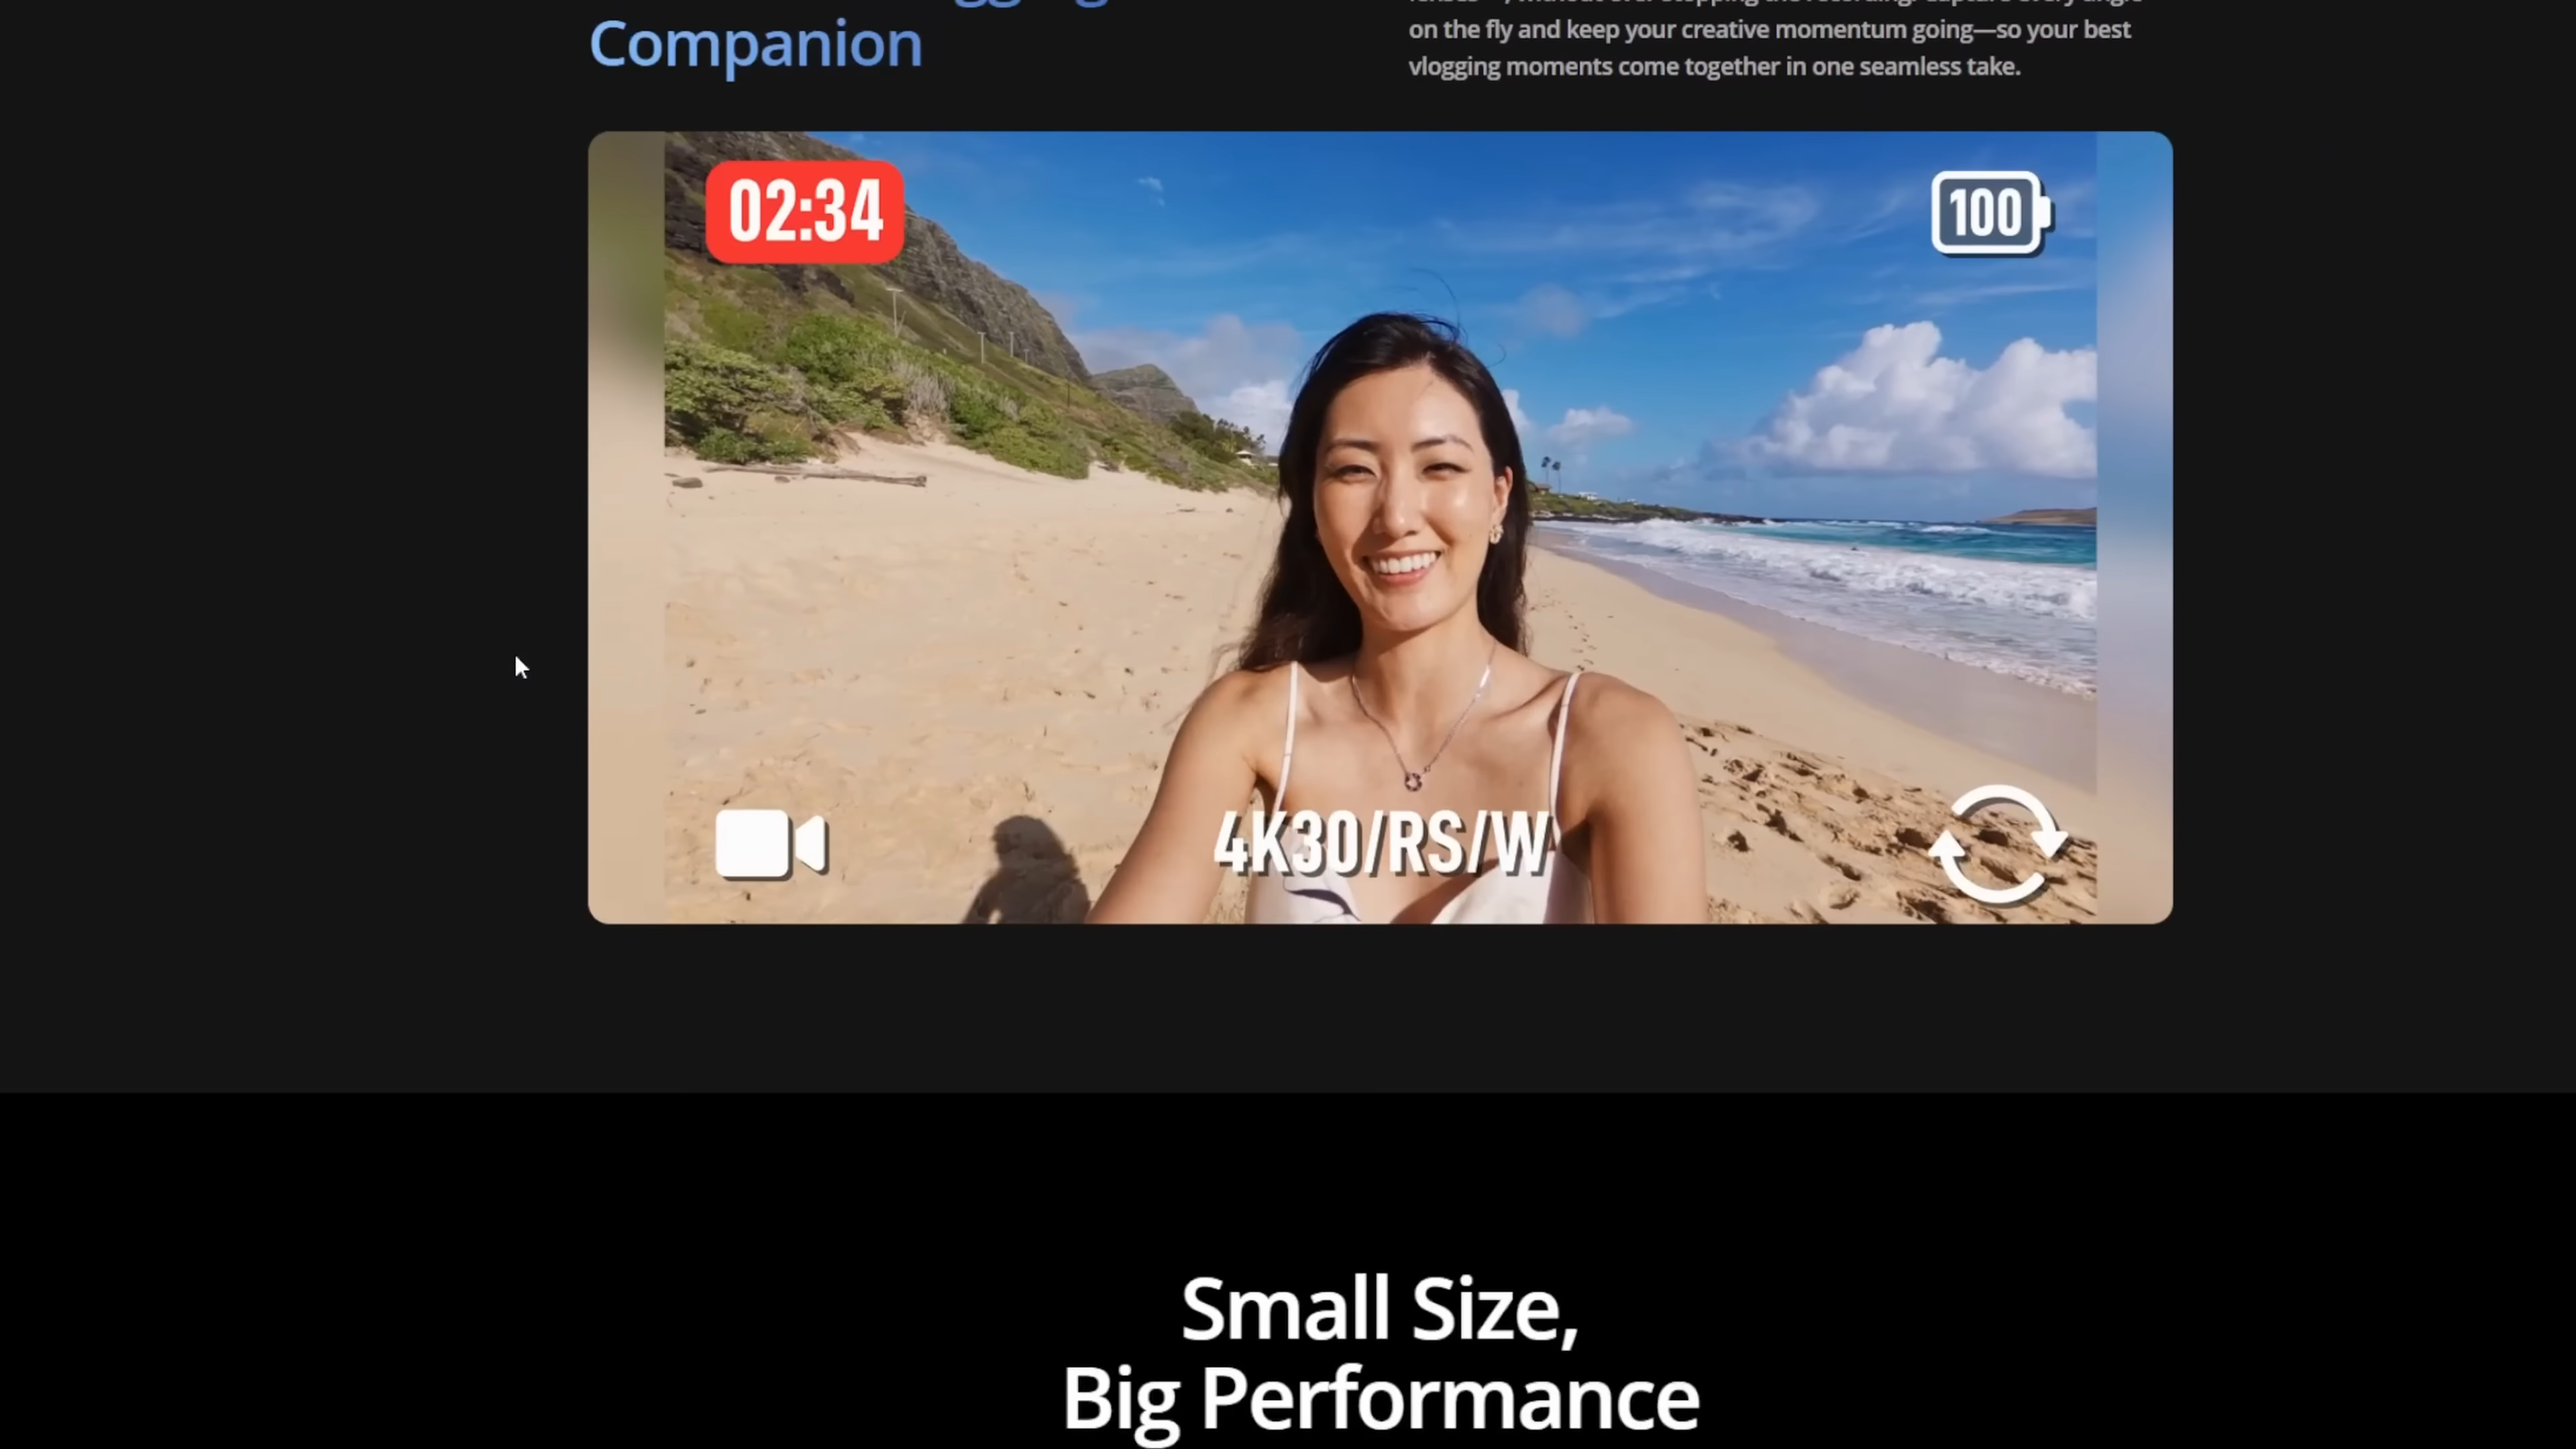 Companion
on the fly and keep your creative momentum going—so your best
vlogging moments come together in one seamless take.
02:34
100
4K30/RS/W
Small Size,
Big Performance